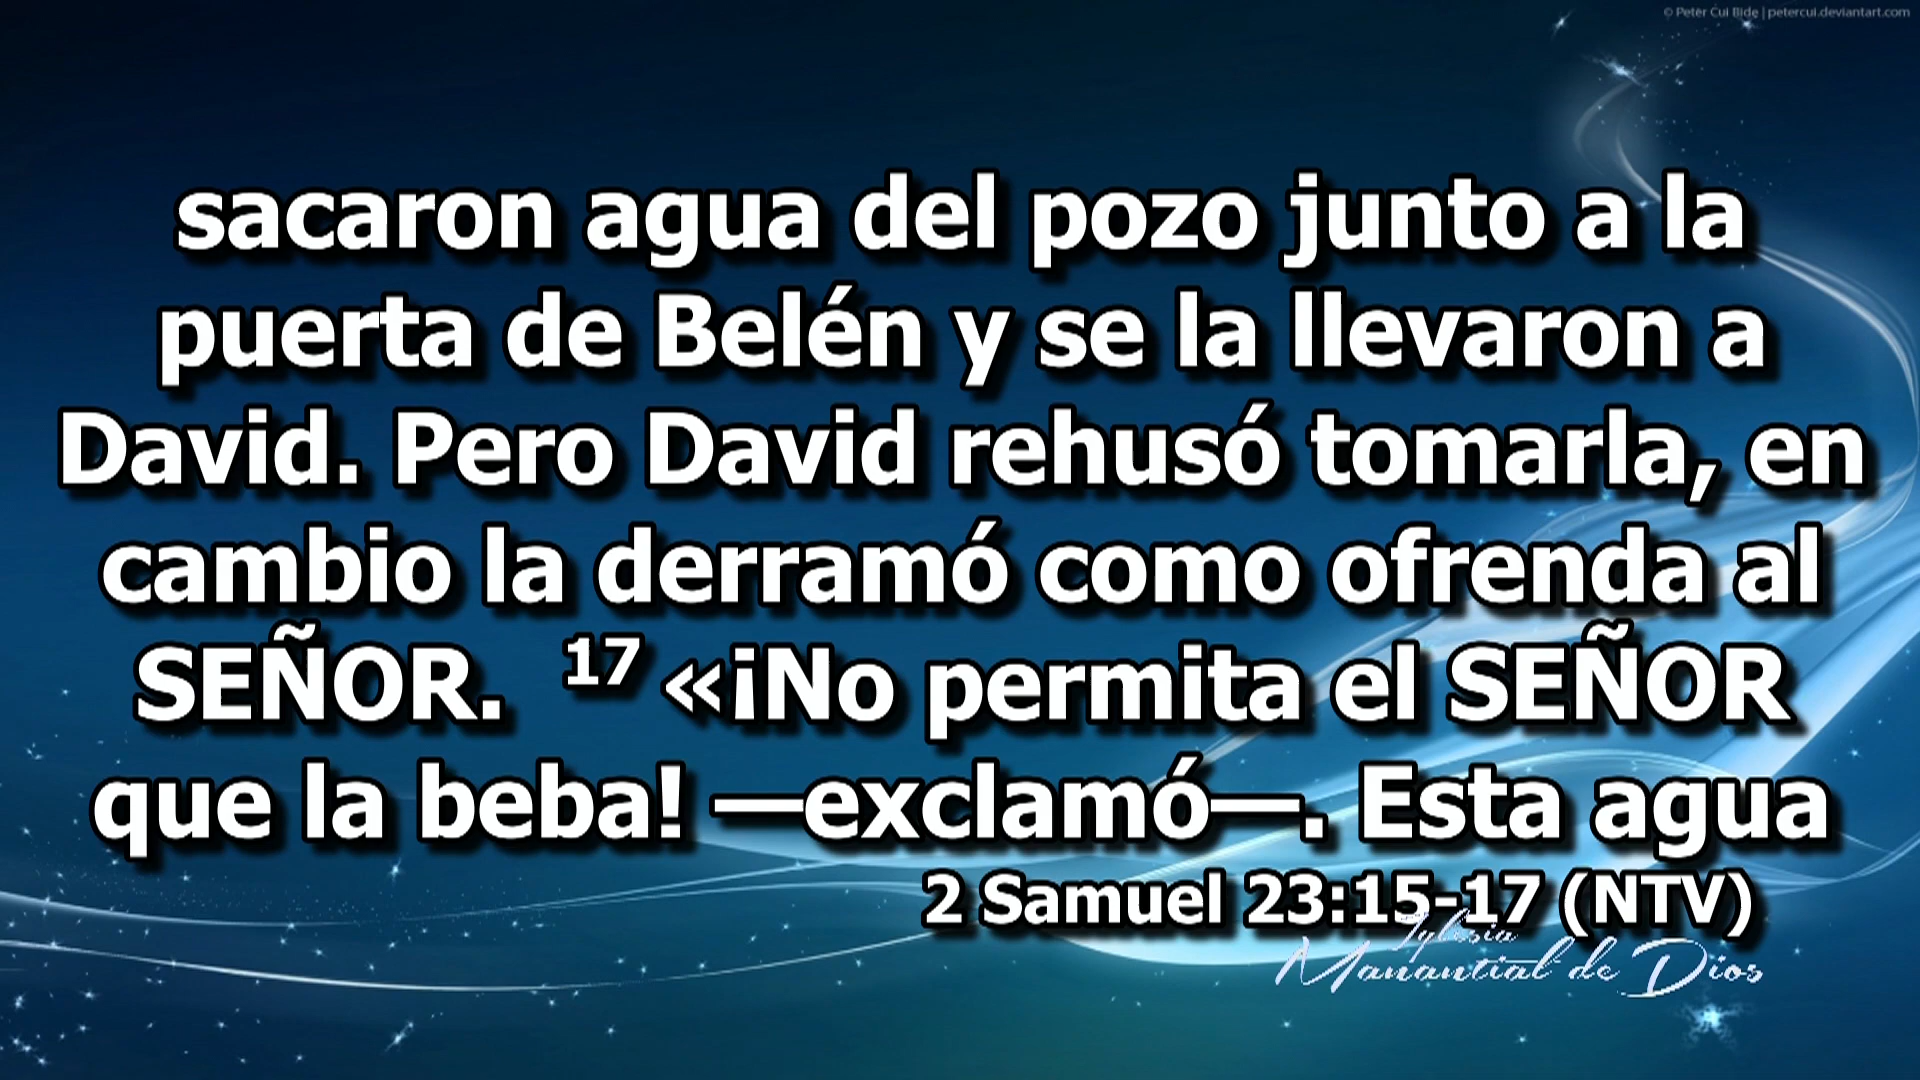 © Peter Cui Bide | petercui.deviantart.com
sacaron agua del pozo junto a la
puerta de Belén y se la llevaron a
David. Pero David rehusó tomarla, en
cambio la derramó como ofrenda al
SEÑOR. 17 «¡No permita el SEÑOR
que la beba! —exclamó—. Esta agua
2 Samuel 23:15-17 (NTV)
Iglesia
Manantial de Dios